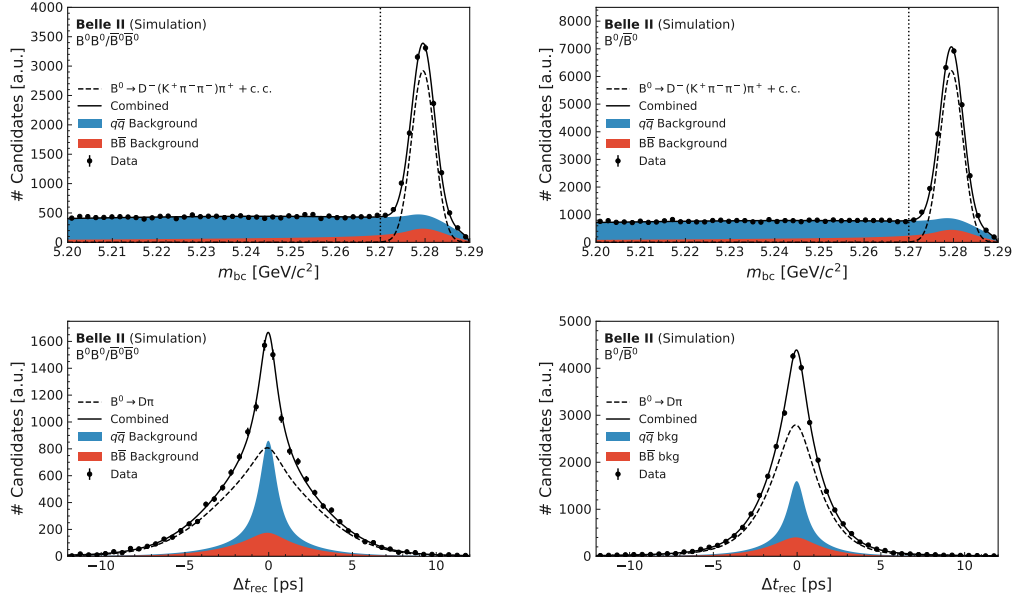 4000
3500
3000
2500
2000
1500
1000
500
0
# Candidates [a.u.]
Belle II (Simulation)
B⁰B⁰/B̅⁰B̅⁰
B⁰ → D⁻(K⁺π⁻π⁻)π⁺ + c. c.
Combined
qq̅ Background
BB̅ Background
Data
5.20 5.21 5.22 5.23 5.24 5.25 5.26 5.27 5.28 5.29
m_bc [GeV/c²]
8000
7000
6000
5000
4000
3000
2000
1000
0
# Candidates [a.u.]
Belle II (Simulation)
B⁰/B̅⁰
B⁰ → D⁻(K⁺π⁻π⁻)π⁺ + c. c.
Combined
qq̅ Background
BB̅ Background
Data
5.20 5.21 5.22 5.23 5.24 5.25 5.26 5.27 5.28 5.29
m_bc [GeV/c²]
1600
1400
1200
1000
800
600
400
200
0
# Candidates [a.u.]
Belle II (Simulation)
B⁰B⁰/B̅⁰B̅⁰
B⁰ → Dπ
Combined
qq̅ Background
BB̅ Background
Data
−10 −5 0 5 10
Δt_rec [ps]
5000
4000
3000
2000
1000
0
# Candidates [a.u.]
Belle II (Simulation)
B⁰/B̅⁰
B⁰ → Dπ
Combined
qq̅ bkg
BB̅ bkg
Data
−10 −5 0 5 10
Δt_rec [ps]